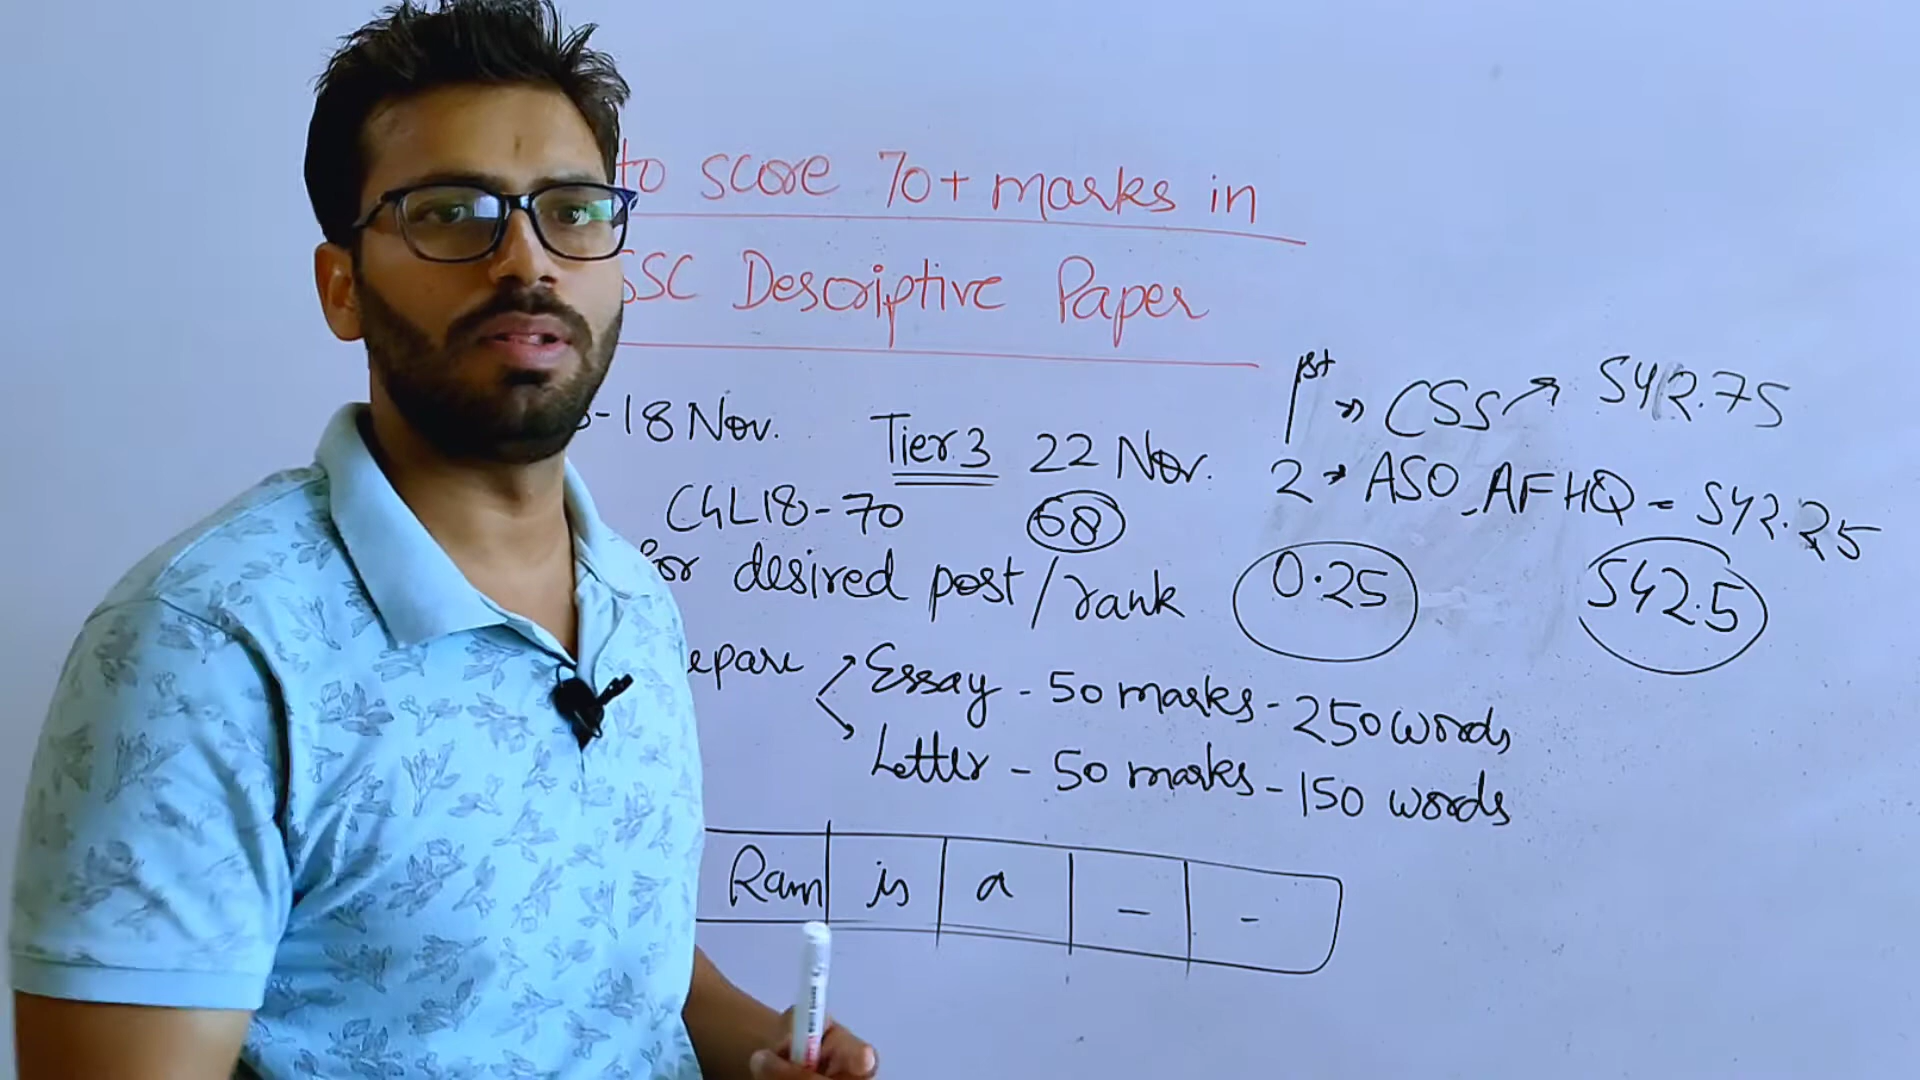 to score 70+ marks in
SSC Descriptive Paper
-18 Nov. Tier.3 22 Nov.
CGL18-70 68
for desired post/rank
1st → CSS → 542.75
2 → ASO, AFHQ - 542.25
0.25 542.5
epare Essay - 50 marks - 250 words
Letter - 50 marks - 150 words
Ram is a - -